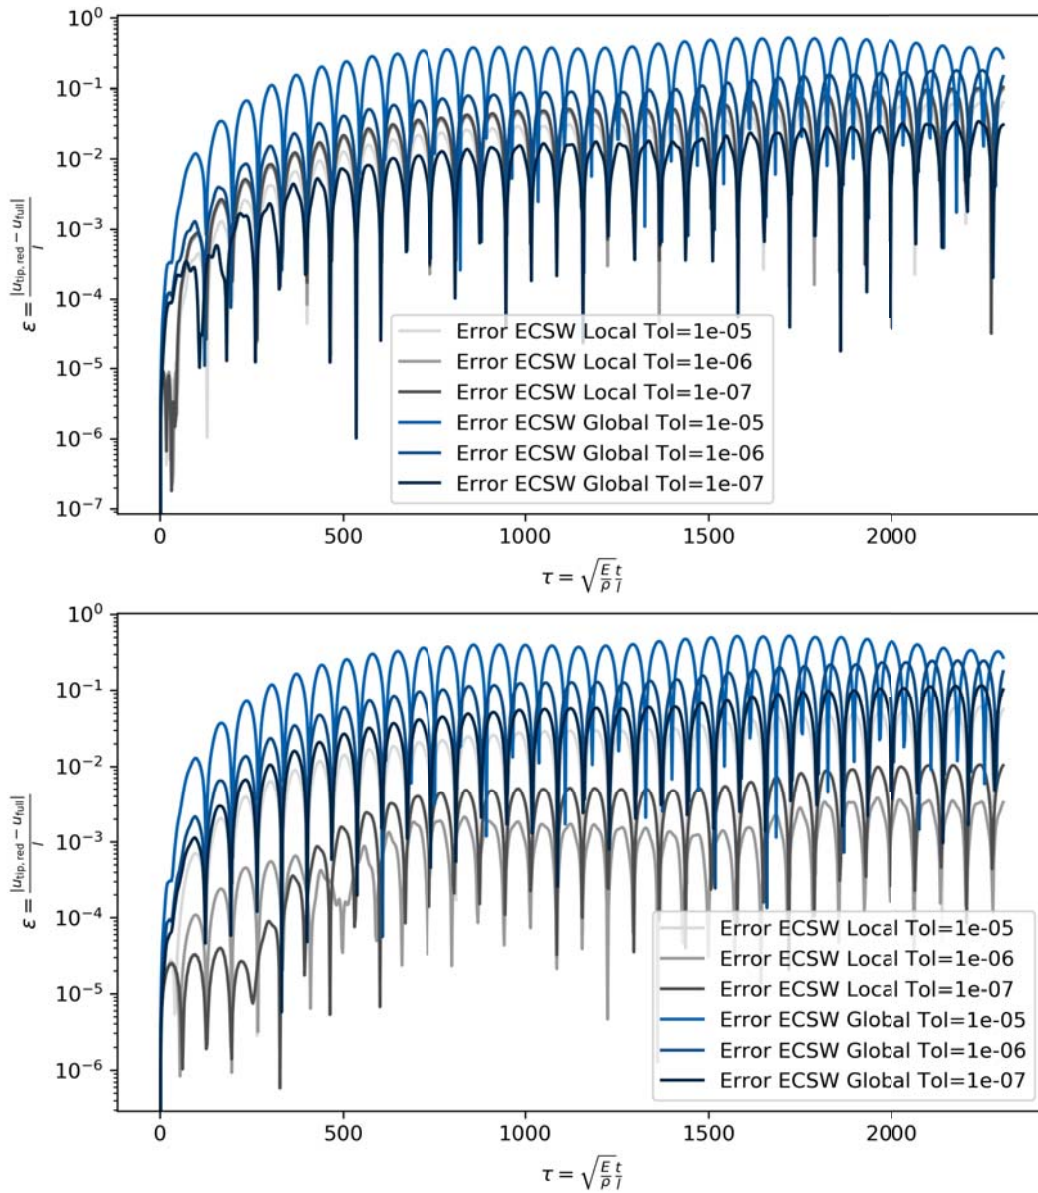 10⁰
10⁻¹
10⁻²
10⁻³
10⁻⁴
10⁻⁵
10⁻⁶
10⁻⁷
ε = |u_tip, red − u_full| / l
Error ECSW Local Tol=1e-05
Error ECSW Local Tol=1e-06
Error ECSW Local Tol=1e-07
Error ECSW Global Tol=1e-05
Error ECSW Global Tol=1e-06
Error ECSW Global Tol=1e-07
0 500 1000 1500 2000
τ = √(E/ρ) t/l
10⁰
10⁻¹
10⁻²
10⁻³
10⁻⁴
10⁻⁵
10⁻⁶
ε = |u_tip, red − u_full| / l
Error ECSW Local Tol=1e-05
Error ECSW Local Tol=1e-06
Error ECSW Local Tol=1e-07
Error ECSW Global Tol=1e-05
Error ECSW Global Tol=1e-06
Error ECSW Global Tol=1e-07
0 500 1000 1500 2000
τ = √(E/ρ) t/l